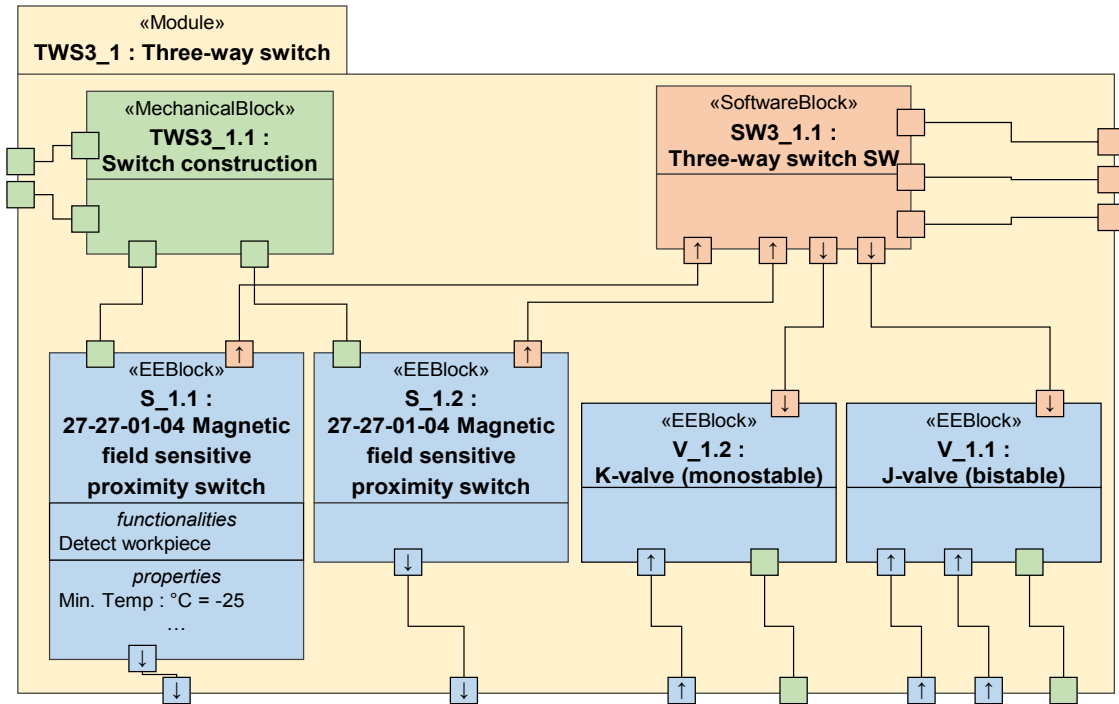 «Module»
TWS3_1 : Three-way switch
«MechanicalBlock»
TWS3_1.1 :
Switch construction
«SoftwareBlock»
SW3_1.1 :
Three-way switch SW
↑
↑
↓
↓
↑
↑
«EEBlock»
S_1.1 :
27-27-01-04 Magnetic
field sensitive
proximity switch
functionalities
Detect workpiece
properties
Min. Temp : °C = -25
…
↓
↓
«EEBlock»
S_1.2 :
27-27-01-04 Magnetic
field sensitive
proximity switch
↓
↓
↓
«EEBlock»
V_1.2 :
K-valve (monostable)
↑
↑
↓
«EEBlock»
V_1.1 :
J-valve (bistable)
↑
↑
↑
↑